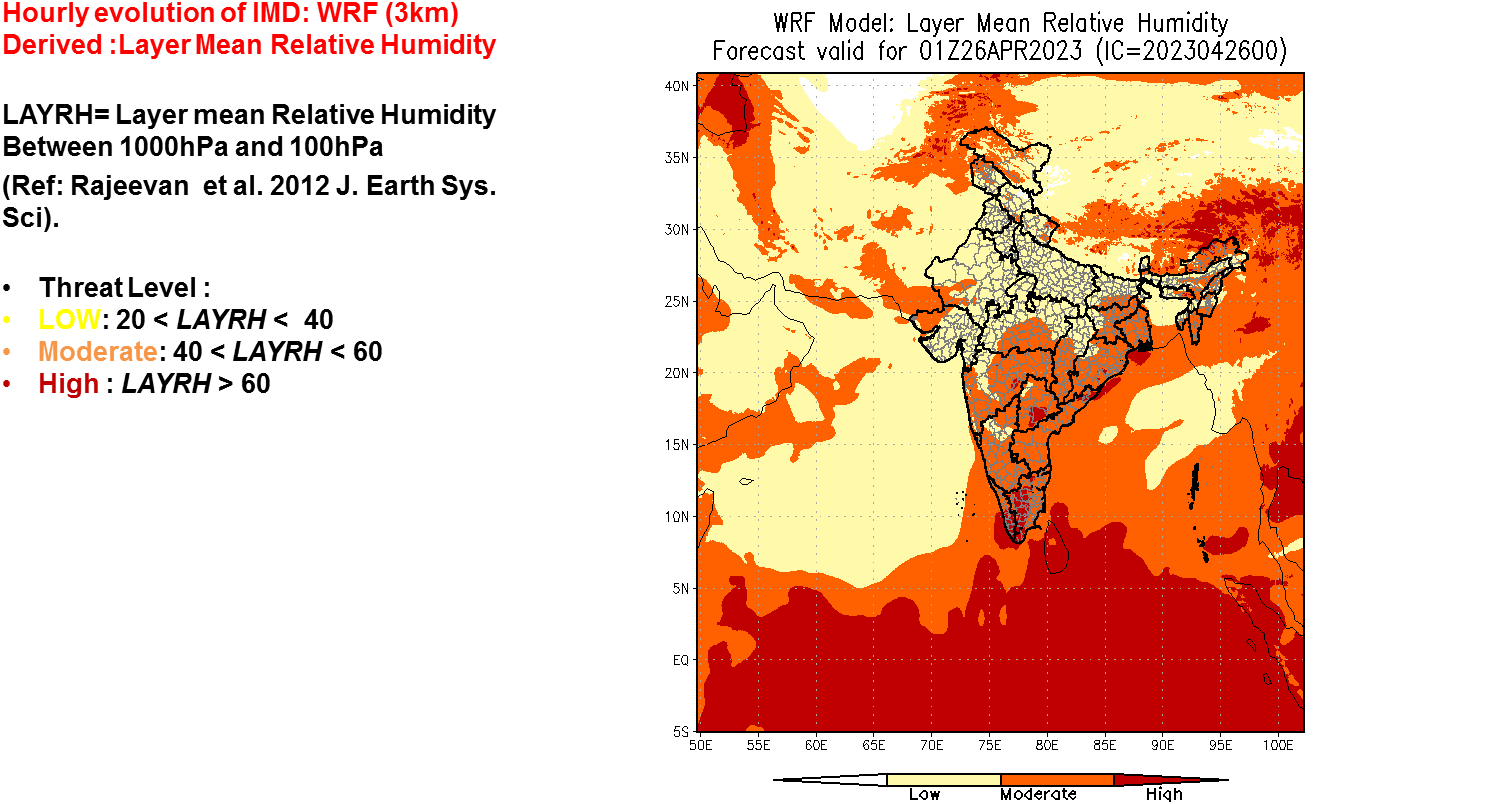 Hourly evolution of IMD: WRF (3km)
Derived :Layer Mean Relative Humidity
LAYRH= Layer mean Relative Humidity
Between 1000hPa and 100hPa
(Ref: Rajeevan et al. 2012 J. Earth Sys.
Sci).
• Threat Level :
• LOW: 20 < LAYRH < 40
• Moderate: 40 < LAYRH < 60
• High : LAYRH > 60
WRF Model: Layer Mean Relative Humidity
Forecast valid for 01Z26APR2023 (IC=2023042600)
40N
35N
30N
25N
20N
15N
10N
5N
EQ
5S
50E 55E 60E 65E 70E 75E 80E 85E 90E 95E 100E
Low Moderate High